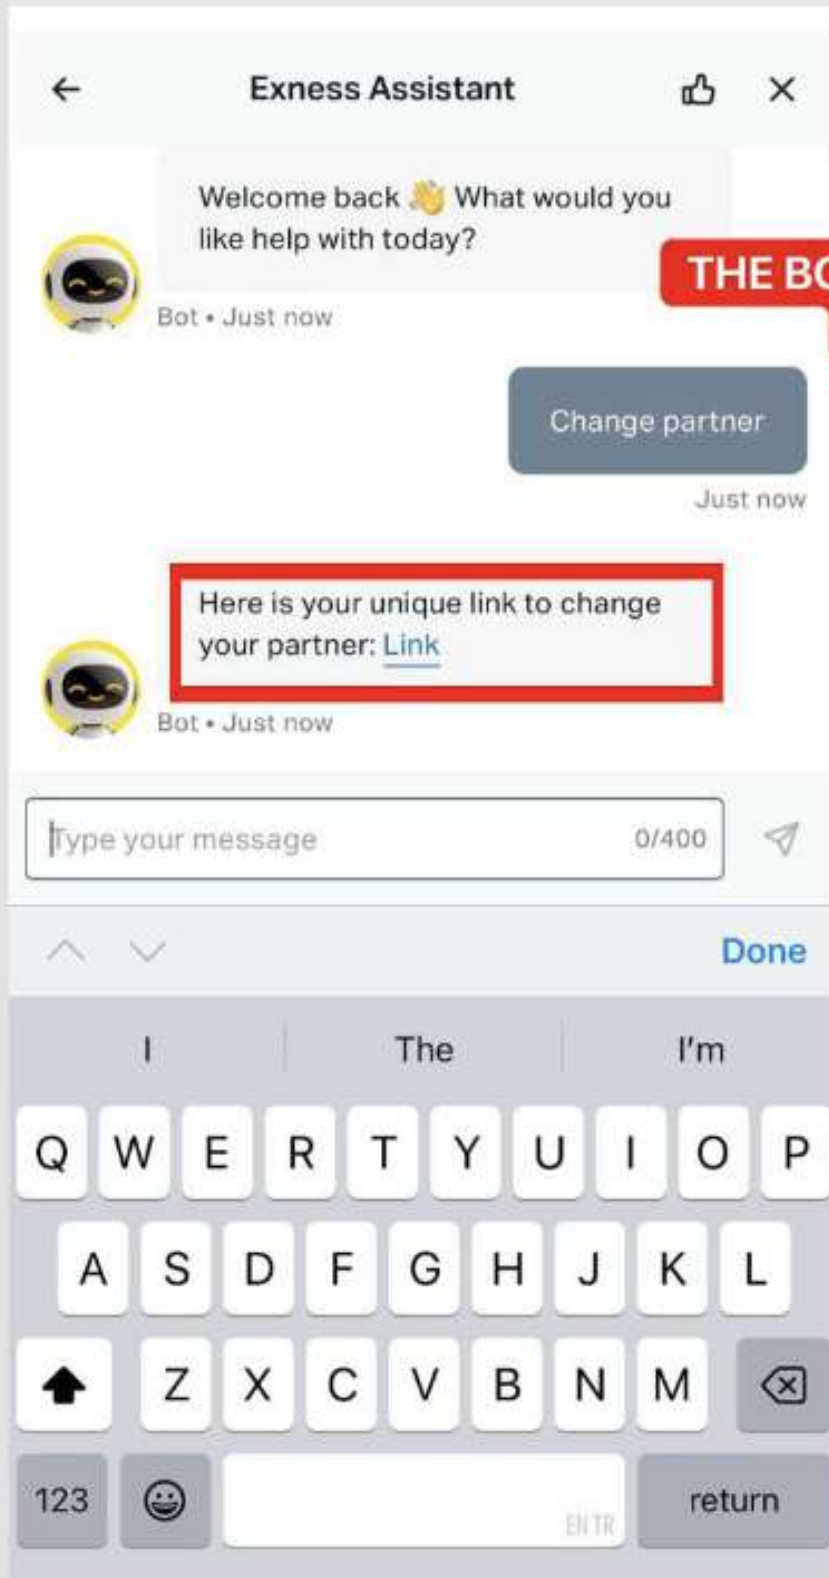 Exness Assistant
Welcome back 👋 What would you
like help with today?
THE BO
Bot • Just now
Change partner
Just now
Here is your unique link to change
your partner: Link
Bot • Just now
Type your message 0/400
Done
I The I'm
Q W E R T Y U I O P
A S D F G H J K L
Z X C V B N M
123 EN TR return